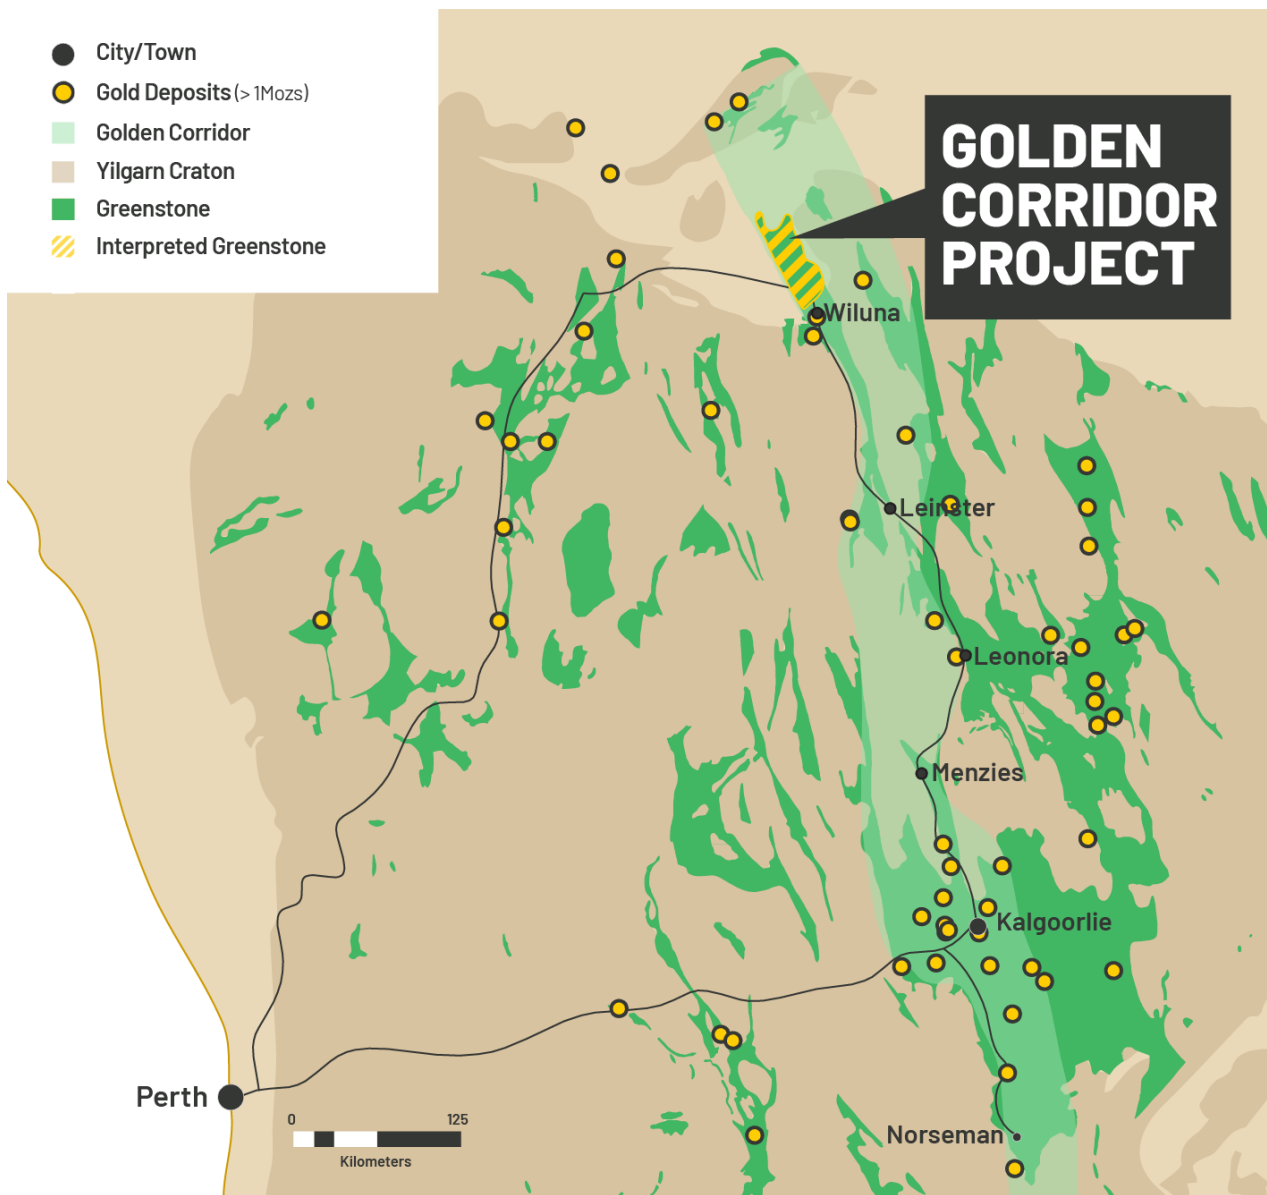 City/Town
Gold Deposits (> 1Mozs)
Golden Corridor
Yilgarn Craton
Greenstone
Interpreted Greenstone
GOLDEN
CORRIDOR
PROJECT
Wiluna
Leinster
Leonora
Menzies
Kalgoorlie
Perth
0 125
Kilometers
Norseman